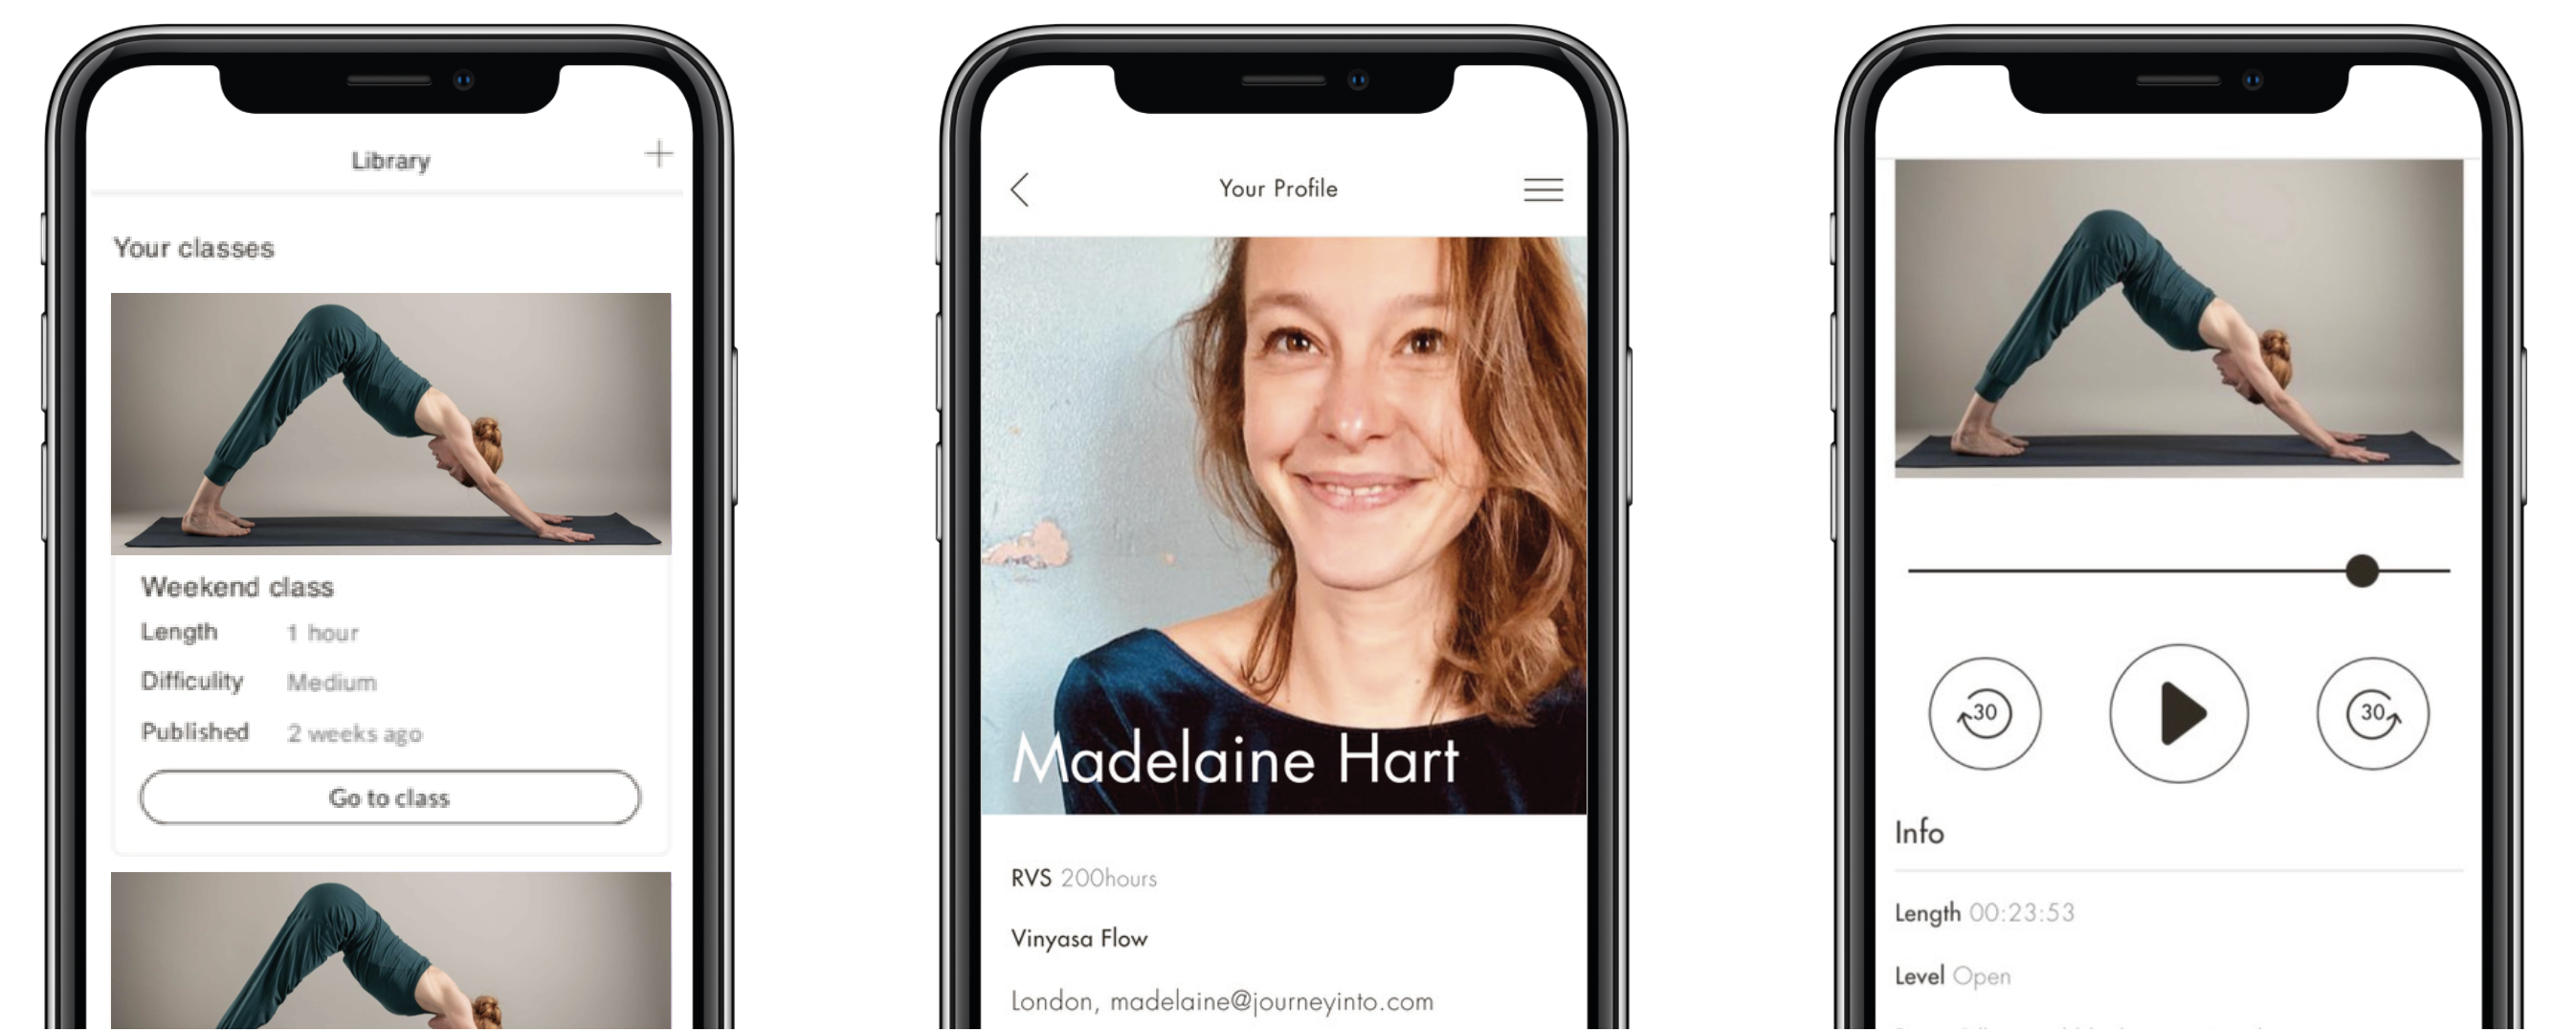 Library
Your classes
Weekend class
Length 1 hour
Difficulity Medium
Published 2 weeks ago
Go to class
Your Profile
Madelaine Hart
RVS 200hours
Vinyasa Flow
London, madelaine@journeyinto.com
30
30
Info
Length 00:23:53
Level Open